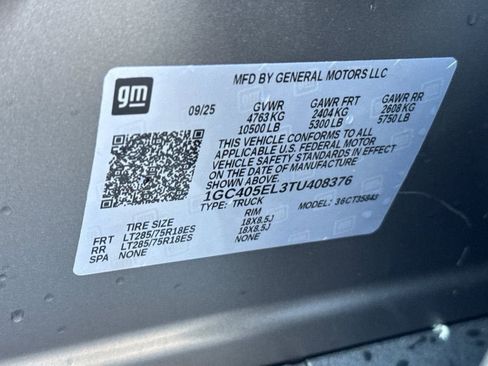 gm
MFD BY GENERAL MOTORS LLC
09/25 GVWR GAWR FRT GAWR RR
4763 KG 2404 KG 2608 KG
10500 LB 5300 LB 5750 LB
THIS VEHICLE CONFORMS TO ALL
APPLICABLE U.S. FEDERAL MOTOR
VEHICLE SAFETY STANDARDS IN EFFECT
ON THE DATE OF MANUFACTURE
SHOWN ABOVE.
1GC405EL3TU408376
TYPE: TRUCK MODEL:
TIRE SIZE RIM
FRT LT285/75R18ES 18X8.5J
RR LT285/75R18ES 18X8.5J
SPA NONE NONE